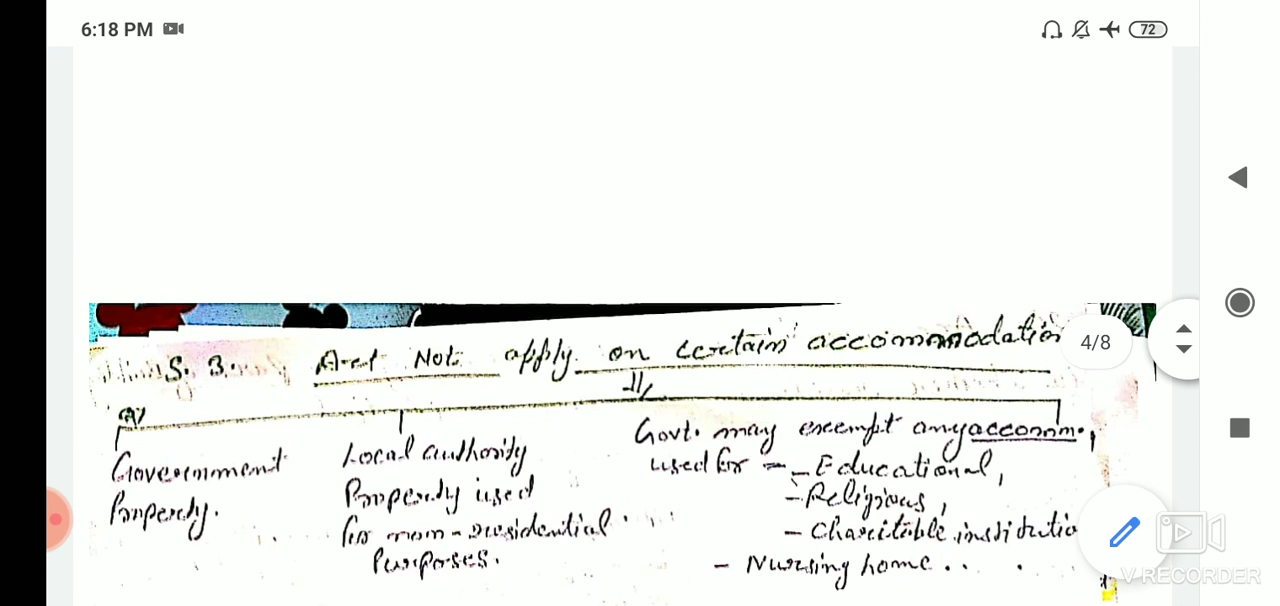 6:18 PM
72
S. 3. Act Not apply on certain accommodation
4/8
(A)
Government
Property.
Local authority
Property used
for non-residential
Purposes.
Govt. may exempt any accomm.,
used for - - Educational,
- Religious,
- Charitable institutio
- Nursing home . .
V RECORDER